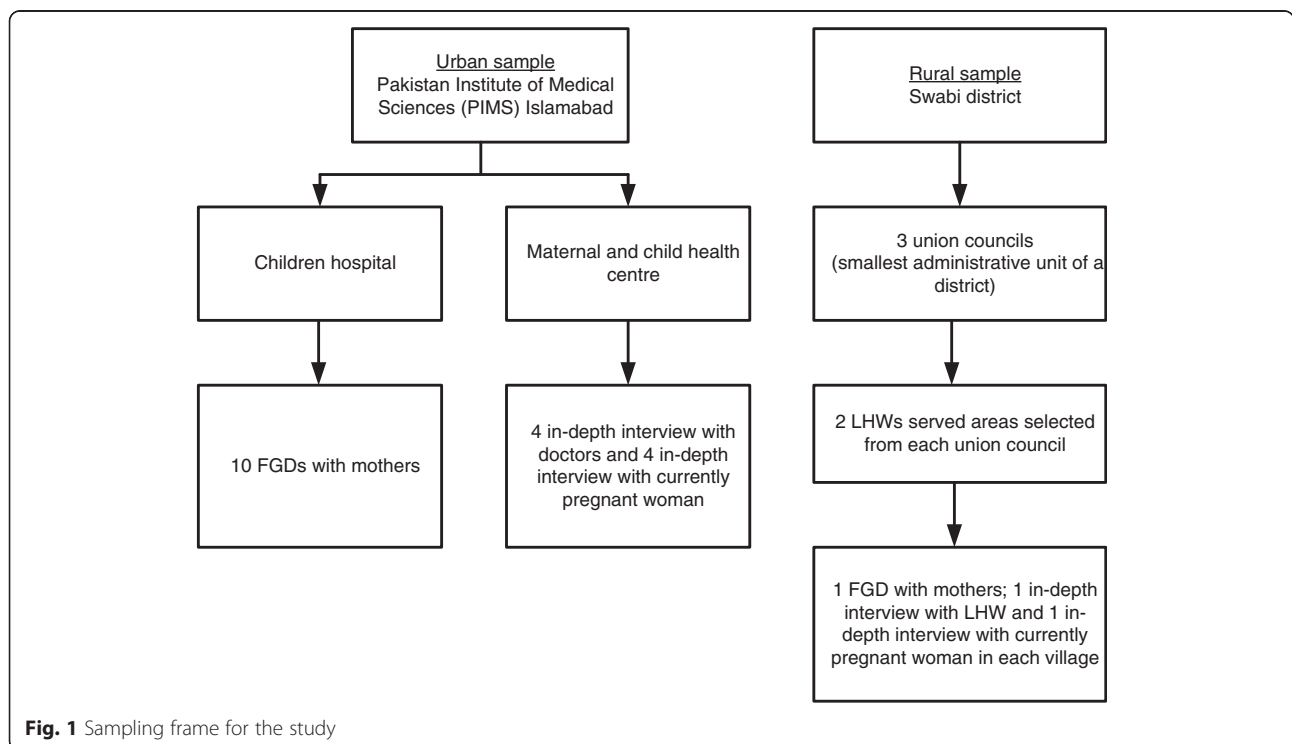 Urban sample
Pakistan Institute of Medical
Sciences (PIMS) Islamabad
Children hospital
10 FGDs with mothers
Maternal and child health
centre
4 in-depth interview with
doctors and 4 in-depth
interview with currently
pregnant woman
Rural sample
Swabi district
3 union councils
(smallest administrative unit of a
district)
2 LHWs served areas selected
from each union council
1 FGD with mothers; 1 in-depth
interview with LHW and 1 in-
depth interview with currently
pregnant woman in each village
Fig. 1 Sampling frame for the study